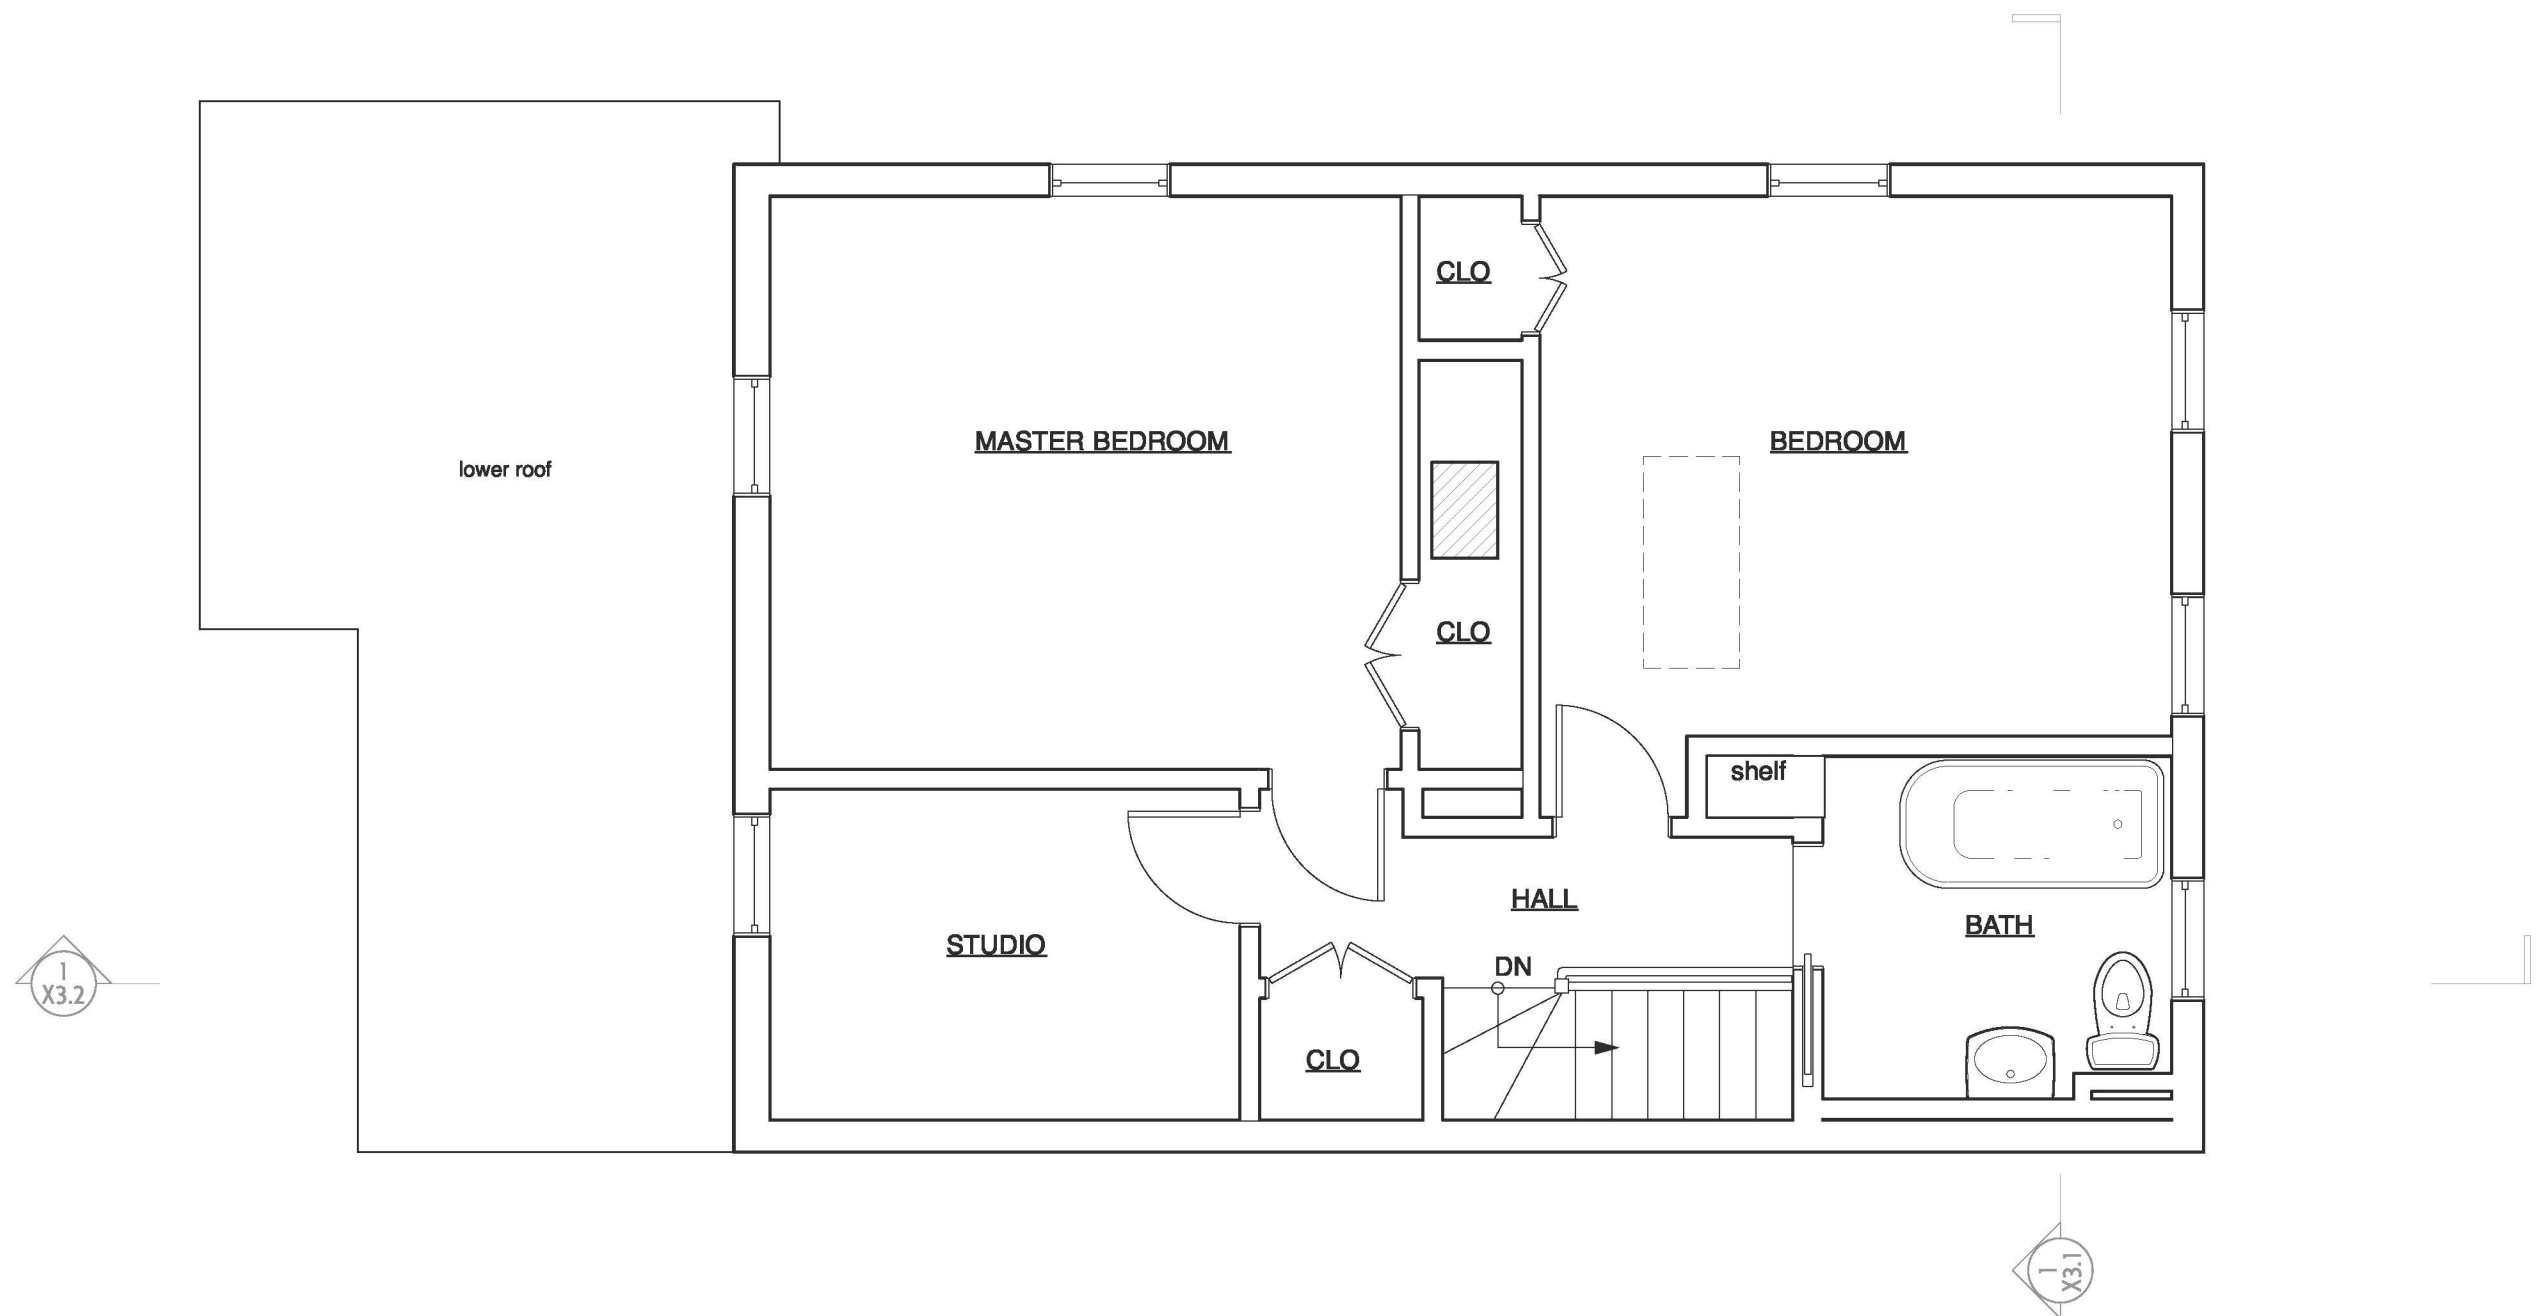 CLO
MASTER BEDROOM
BEDROOM
lower roof
CLO
shelf
HALL
BATH
STUDIO
DN
1
X3.2
CLO
1
X3.1